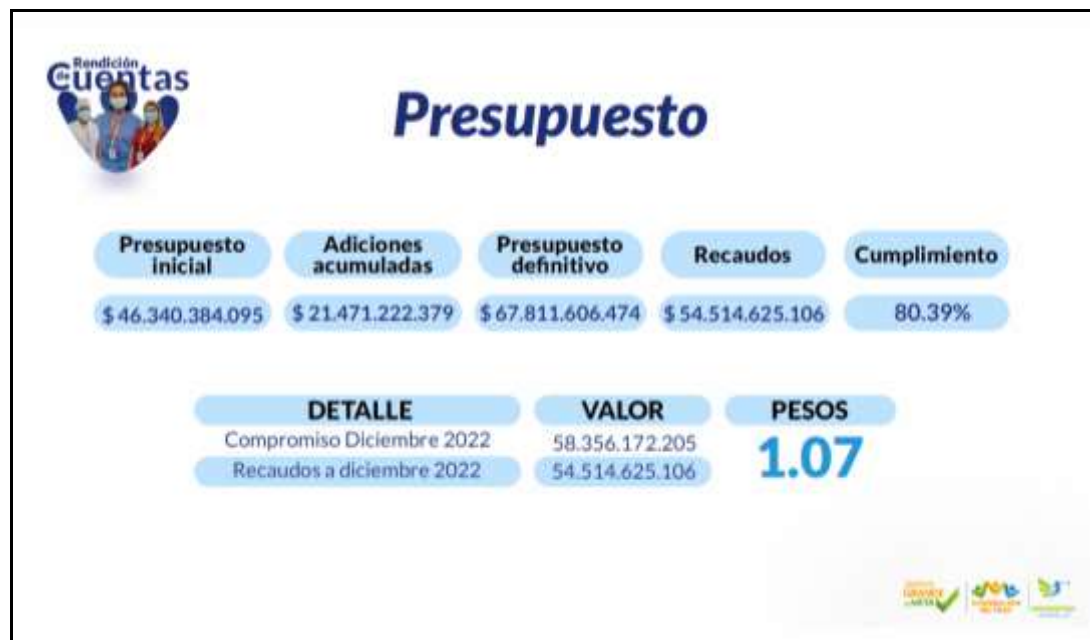 Rendición
de Cuentas
Presupuesto
Presupuesto inicial
Adiciones acumuladas
Presupuesto definitivo
Recaudos
Cumplimiento
$ 46.340.384.095
$ 21.471.222.379
$ 67.811.606.474
$ 54.514.625.106
80.39%
DETALLE VALOR PESOS
Compromiso Diciembre 2022 58.356.172.205
1.07
Recaudos a diciembre 2022 54.514.625.106